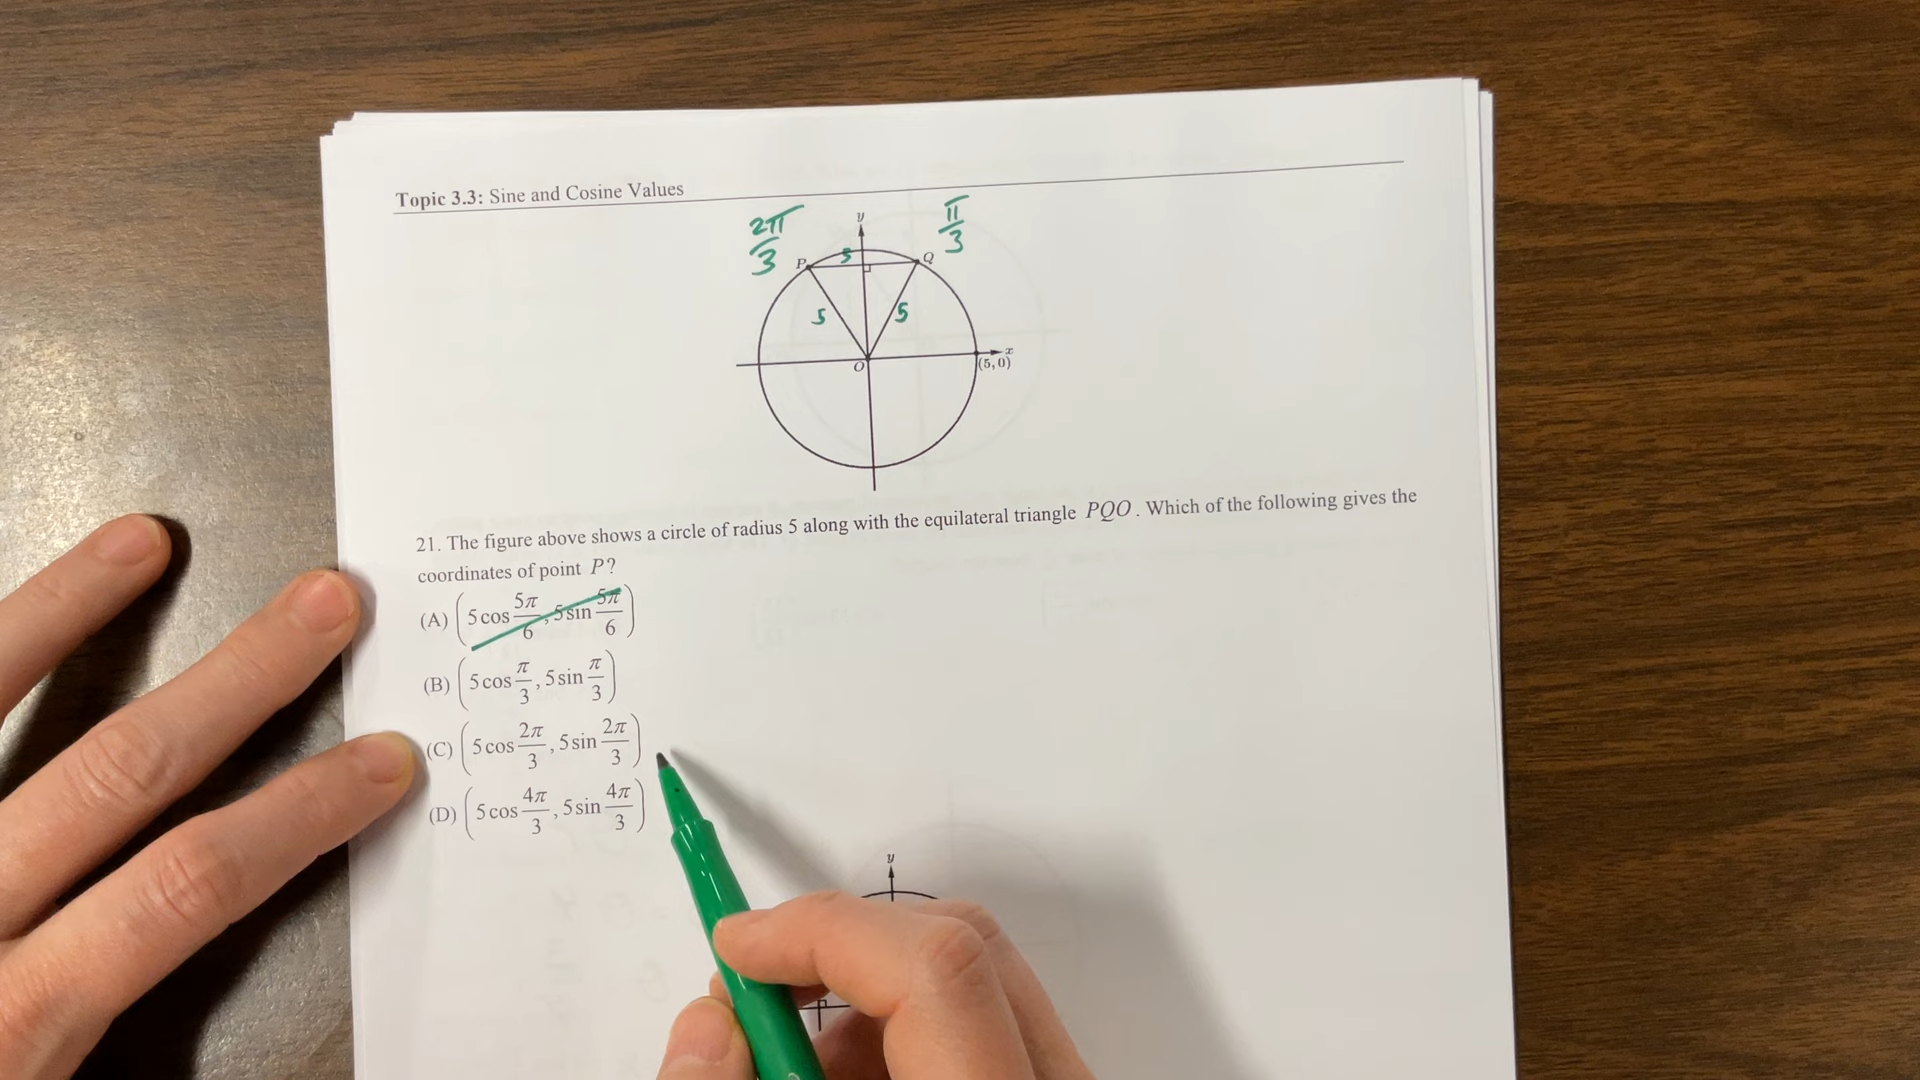 Topic 3.3: Sine and Cosine Values
2π/3
π/3
y
P
5
Q
5
5
O
x
(5,0)
21. The figure above shows a circle of radius 5 along with the equilateral triangle PQO. Which of the following gives the
coordinates of point P?
(A) (5 cos 5π/6, 5 sin 5π/6)
(B) (5 cos π/3, 5 sin π/3)
(C) (5 cos 2π/3, 5 sin 2π/3)
(D) (5 cos 4π/3, 5 sin 4π/3)
y